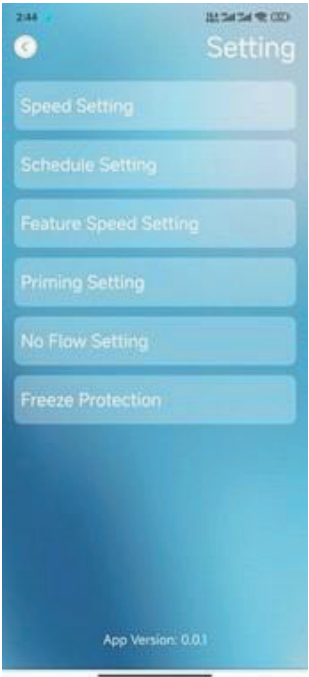 2:44
Setting
Speed Setting
Schedule Setting
Feature Speed Setting
Priming Setting
No Flow Setting
Freeze Protection
App Version: 0.0.1